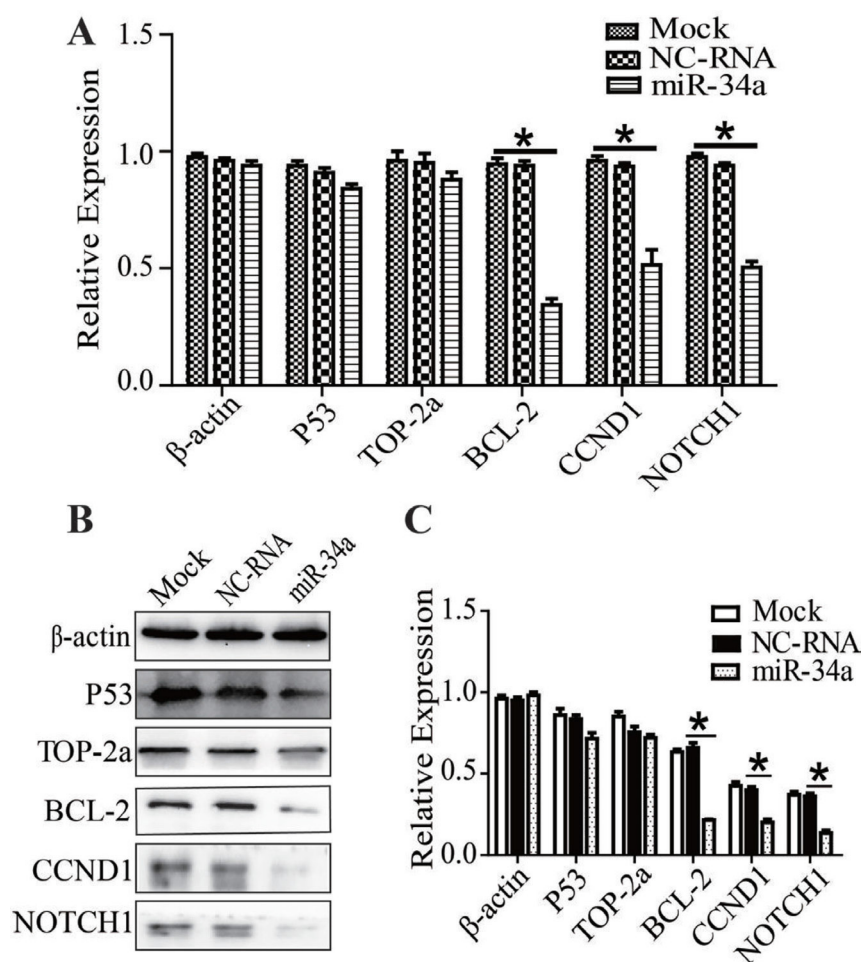 A
1.5
1.0
0.5
0.0
Relative Expression
Mock
NC-RNA
miR-34a
*
*
*
β-actin
P53
TOP-2a
BCL-2
CCND1
NOTCH1
B
Mock
NC-RNA
miR-34a
β-actin
P53
TOP-2a
BCL-2
CCND1
NOTCH1
C
1.5
1.0
0.5
0.0
Relative Expression
Mock
NC-RNA
miR-34a
*
*
*
β-actin
P53
TOP-2a
BCL-2
CCND1
NOTCH1